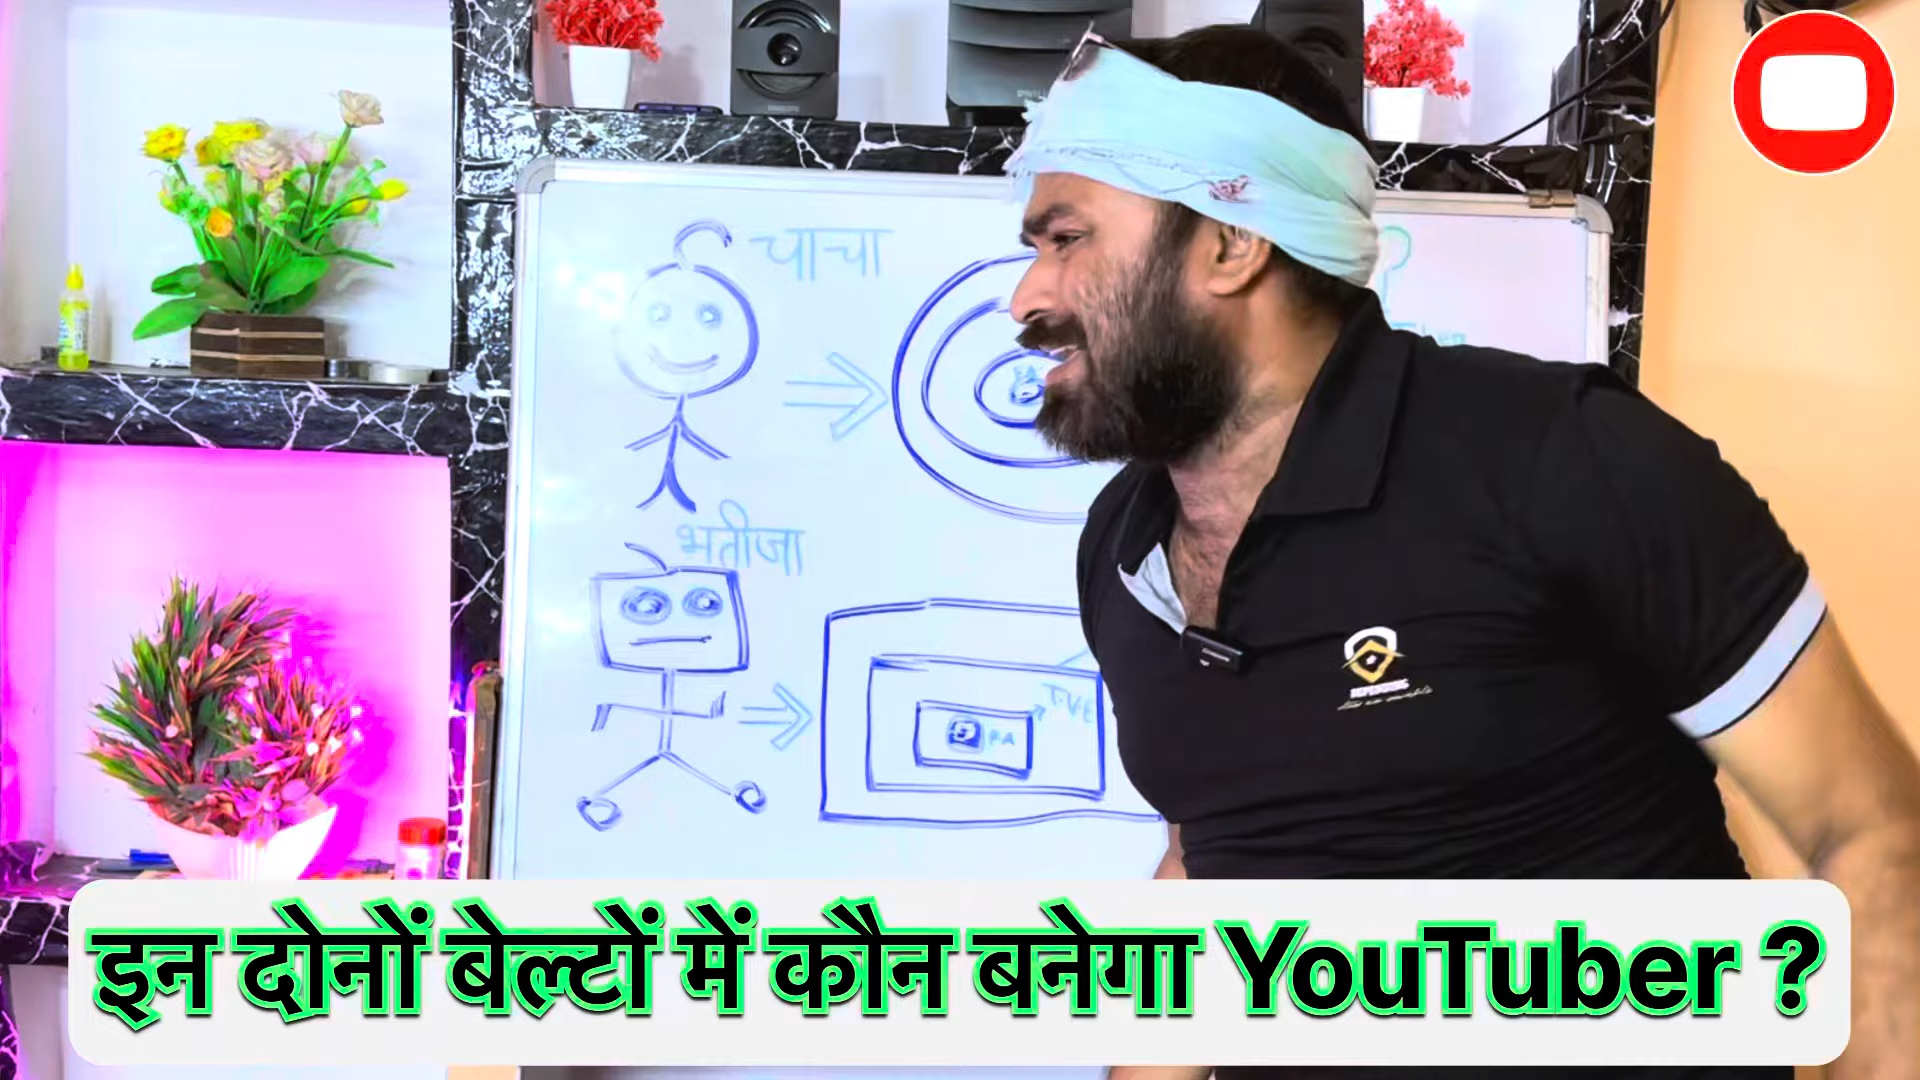 चाचा
भतीजा
इन दोनों बेल्टों में कौन बनेगा YouTuber ?